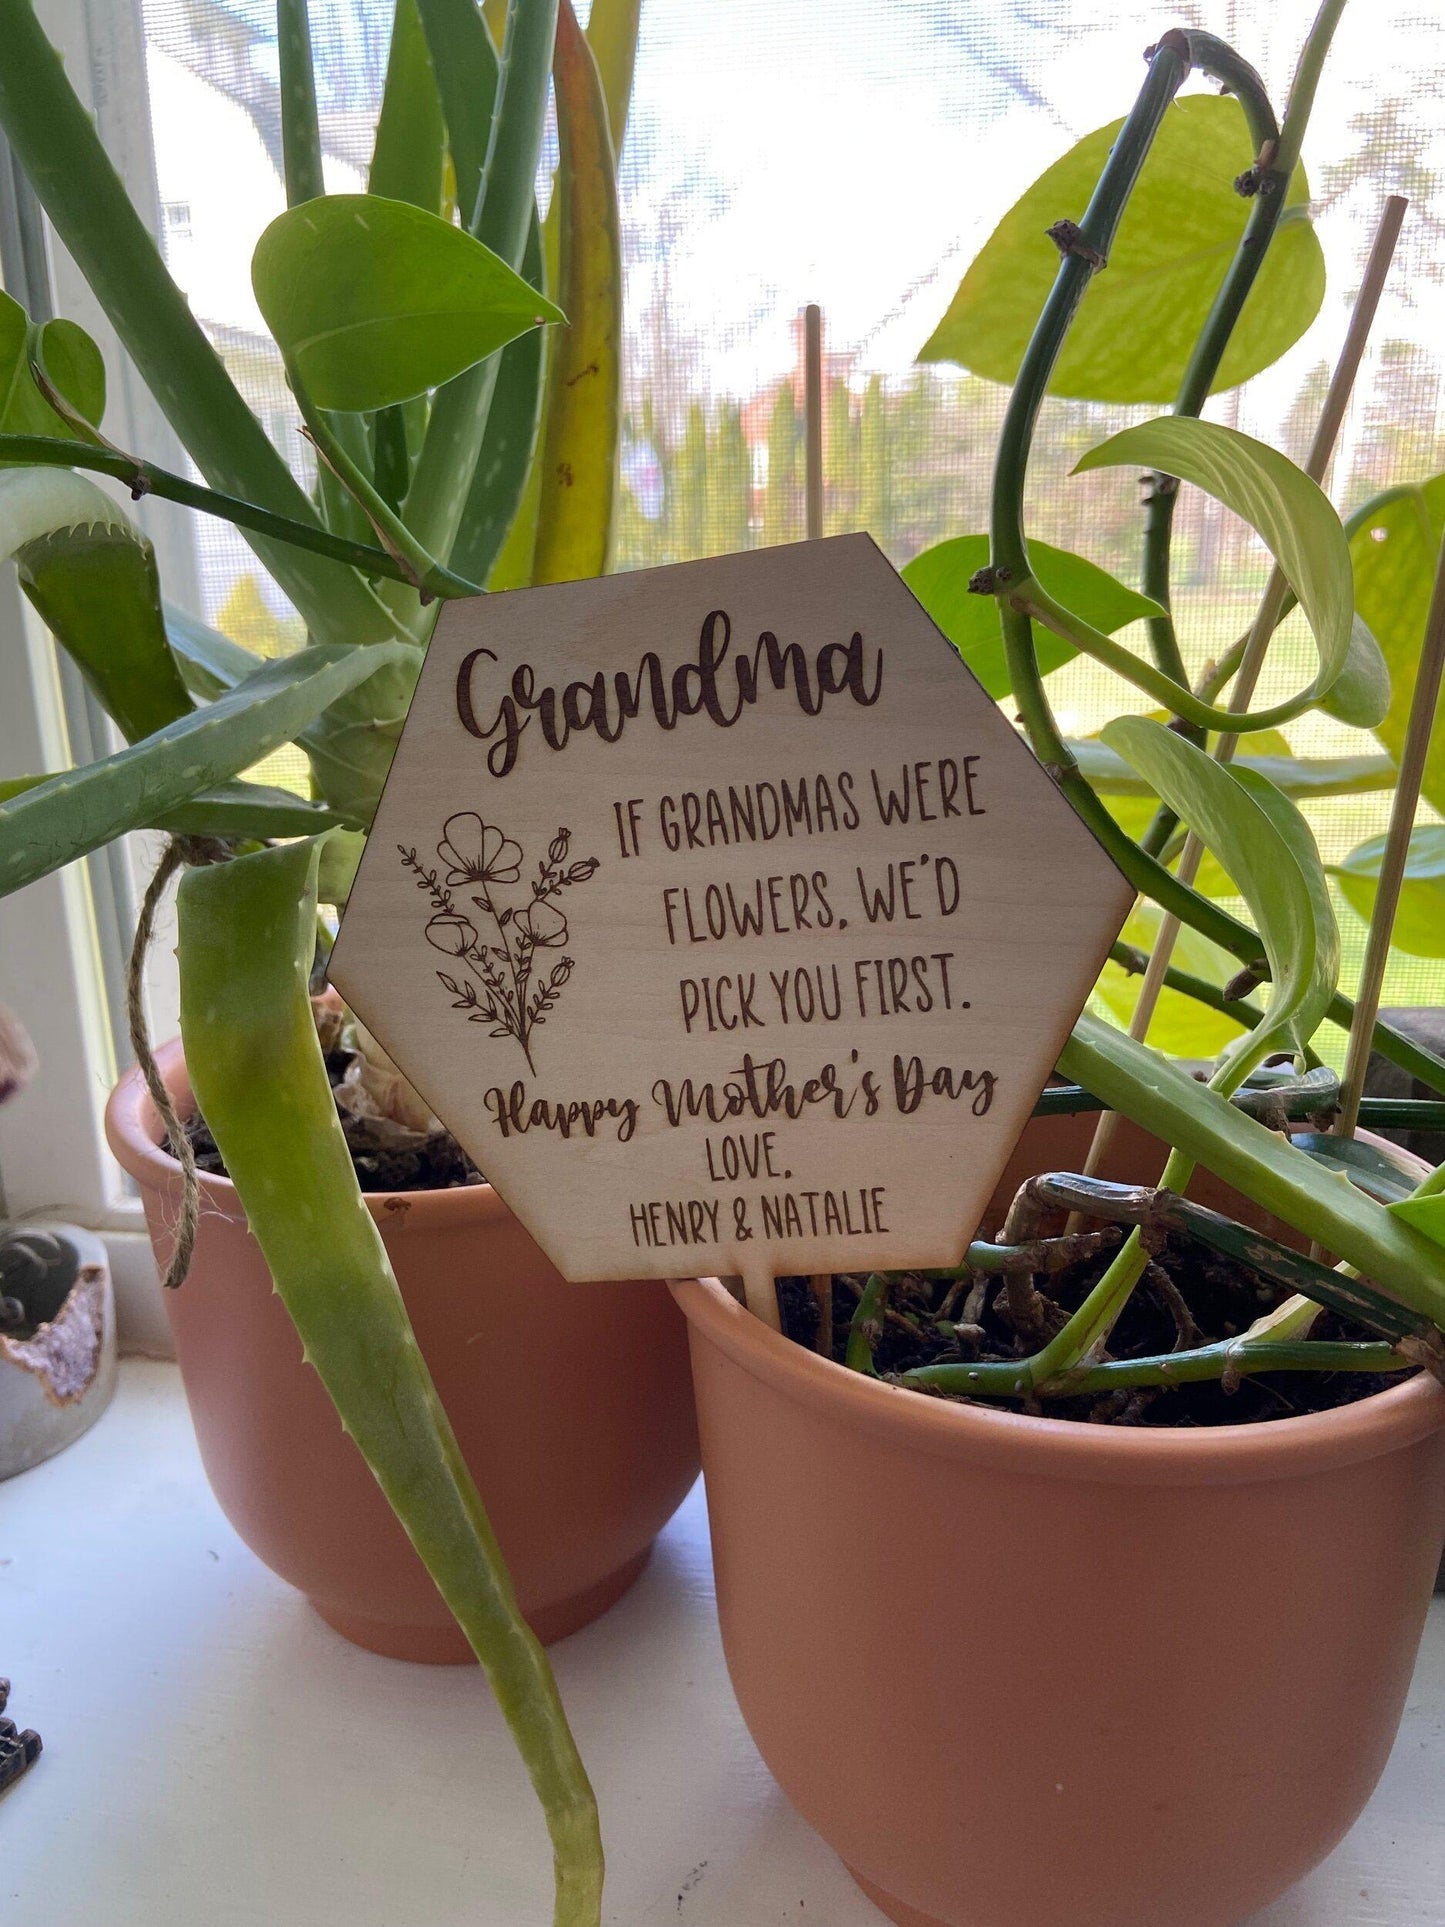 Grandma
IF GRANDMAS WERE
FLOWERS, WE'D
PICK YOU FIRST.
Happy Mother's Day
LOVE,
HENRY & NATALIE